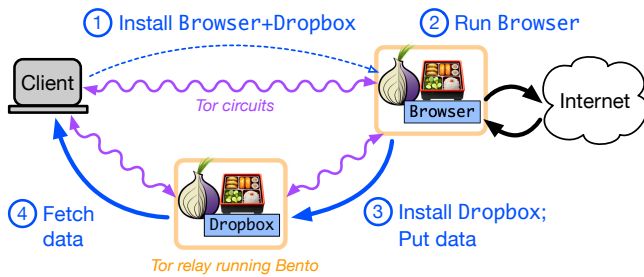 1 Install Browser+Dropbox
2 Run Browser
Client
Tor circuits
Browser
Internet
4 Fetch
data
Dropbox
3 Install Dropbox;
Put data
Tor relay running Bento